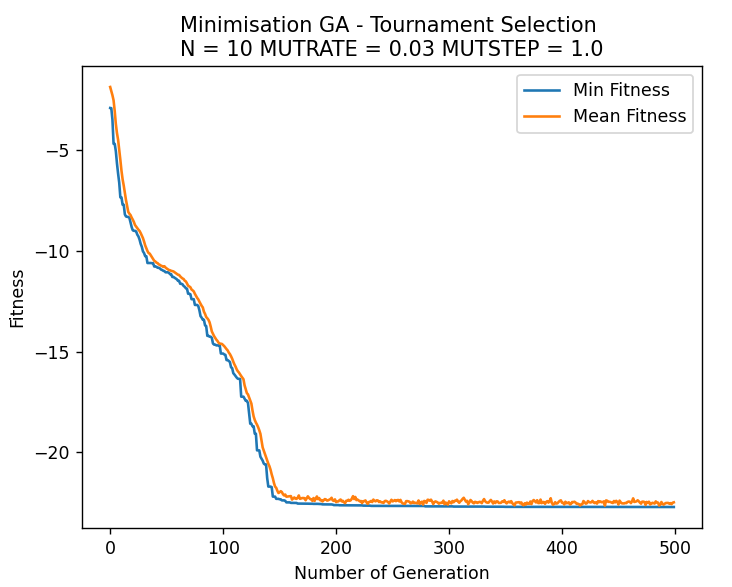 Minimisation GA - Tournament Selection
N = 10 MUTRATE = 0.03 MUTSTEP = 1.0
Min Fitness
Mean Fitness
−5
−10
−15
−20
Fitness
0 100 200 300 400 500
Number of Generation